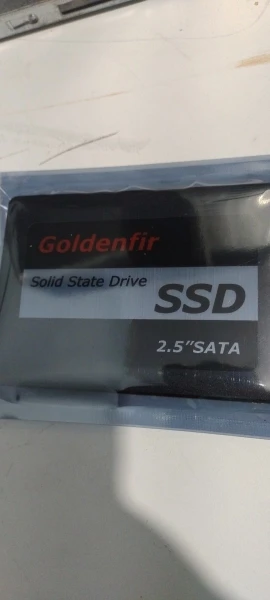 Goldenfir
Solid State Drive
SSD
2.5"SATA